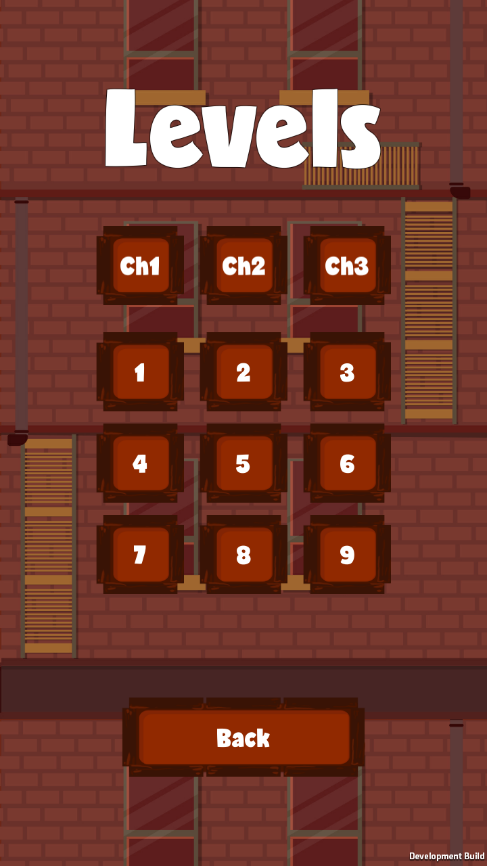 Levels
Ch1 Ch2 Ch3
1 2 3
4 5 6
7 8 9
Back
Development Build